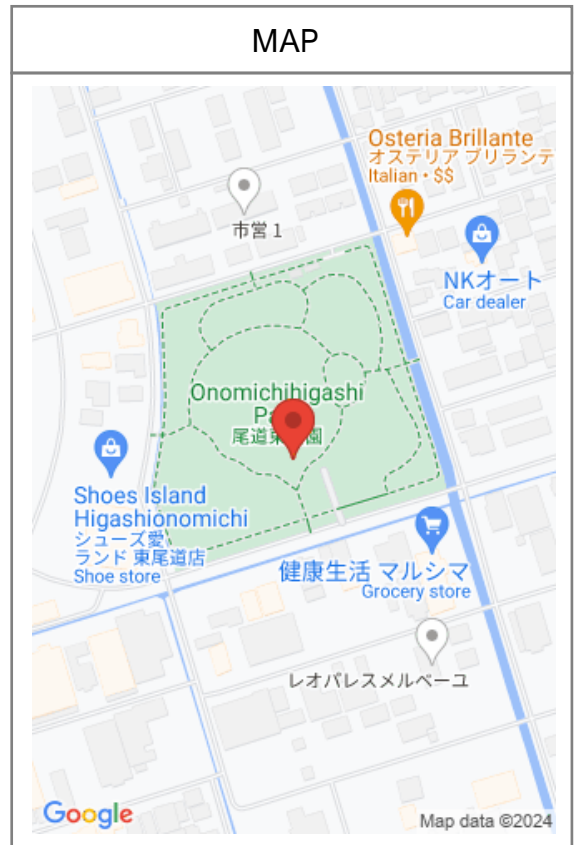 MAP
Osteria Brillante
オステリア ブリランテ
Italian • $$
市営 1
NKオート
Car dealer
Onomichihigashi
尾道東 園
Shoes Island
Higashionomichi
シューズ愛
ランド 東尾道店
Shoe store
健康生活 マルシマ
Grocery store
レオパレスメルベーユ
Google
Map data ©2024